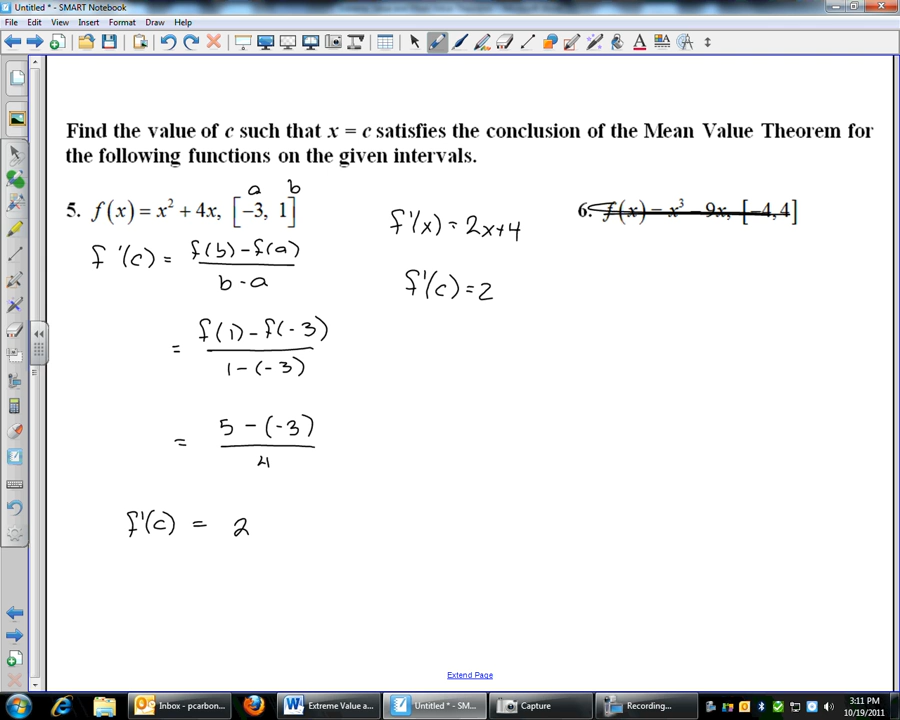 Untitled * - SMART Notebook
File Edit View Insert Format Draw Help
Find the value of c such that x = c satisfies the conclusion of the Mean Value Theorem for
the following functions on the given intervals.
a b
5. f(x) = x² + 4x, [−3, 1]
f'(x) = 2x+4
6. f(x) = x³ − 9x, [−4,4]
f'(c) = f(b) - f(a)
b - a
f'(c) = 2
= f(1) - f(-3)
1 - (-3)
= 5 - (-3)
4
f'(c) = 2
Extend Page
Inbox - pcarbon...
Extreme Value a...
Untitled * - SM...
Capture
Recording...
3:11 PM
10/19/2011